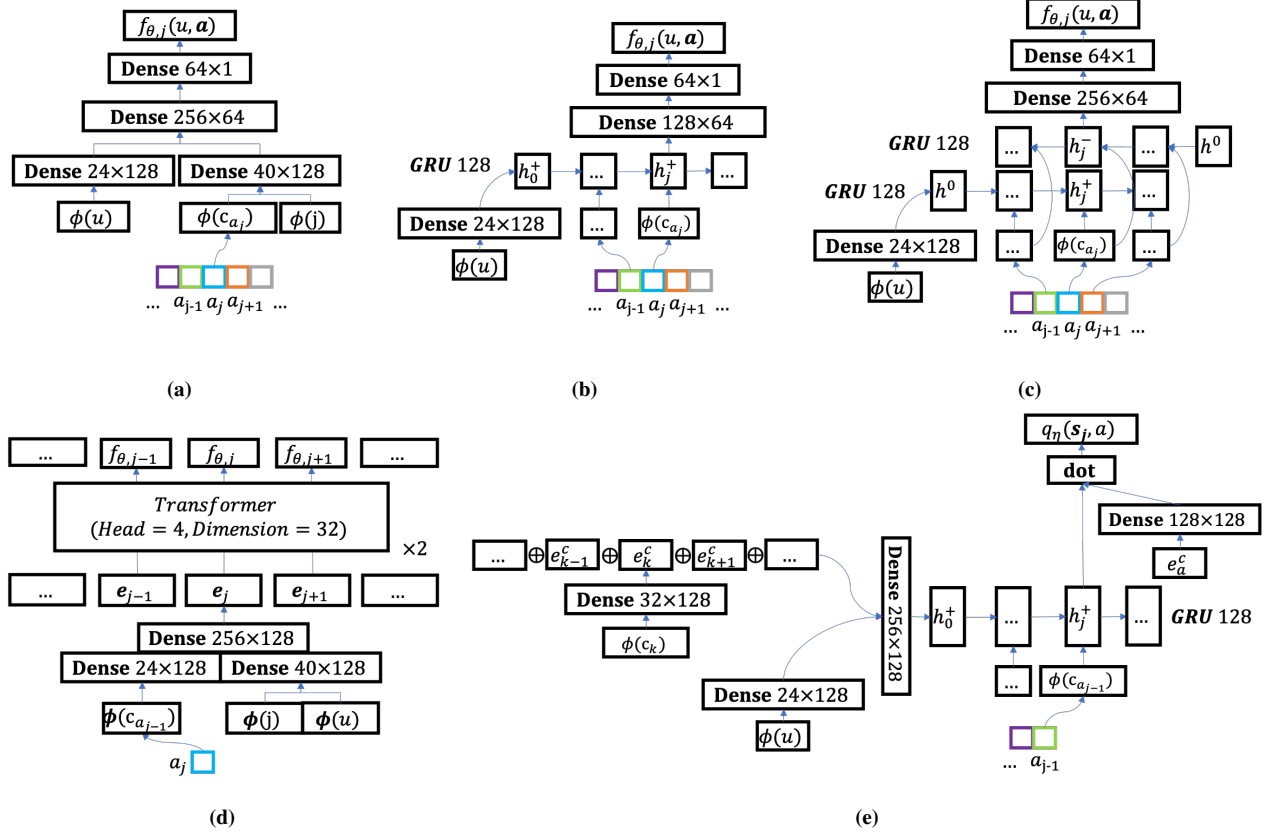 f_{θ,j}(u, a)
Dense 64×1
Dense 256×64
Dense 24×128 Dense 40×128
ϕ(u) ϕ(c_{a_j}) ϕ(j)
... a_{j-1} a_j a_{j+1} ...
(a)
f_{θ,j}(u, a)
Dense 64×1
Dense 128×64
GRU 128 h_0^+ ... h_j^+ ...
Dense 24×128 ... ϕ(c_{a_j})
ϕ(u)
... a_{j-1} a_j a_{j+1} ...
(b)
f_{θ,j}(u, a)
Dense 64×1
Dense 256×64
GRU 128 ... h_j^- ... h^0
GRU 128 h^0 ... h_j^+ ...
Dense 24×128 ... ϕ(c_{a_j}) ...
ϕ(u)
... a_{j-1} a_j a_{j+1} ...
(c)
... f_{θ,j−1} f_{θ,j} f_{θ,j+1} ...
Transformer
(Head = 4, Dimension = 32)
×2
... e_{j−1} e_j e_{j+1} ...
Dense 256×128
Dense 24×128 Dense 40×128
ϕ(c_{a_{j−1}}) ϕ(j) ϕ(u)
a_j
(d)
q_η(s_j, a)
dot
Dense 128×128
e_a^c
... ⊕ e_{k−1}^c ⊕ e_k^c ⊕ e_{k+1}^c ⊕ ...
Dense 32×128
ϕ(c_k)
Dense 256×128
h_0^+ ... h_j^+ ... GRU 128
Dense 24×128 ... ϕ(c_{a_{j−1}})
ϕ(u)
... a_{j-1}
(e)